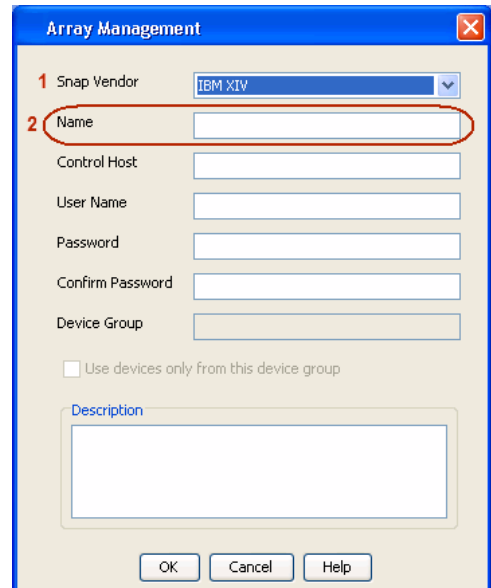 Array Management
1 Snap Vendor IBM XIV
2 Name
Control Host
User Name
Password
Confirm Password
Device Group
Use devices only from this device group
Description
OK Cancel Help